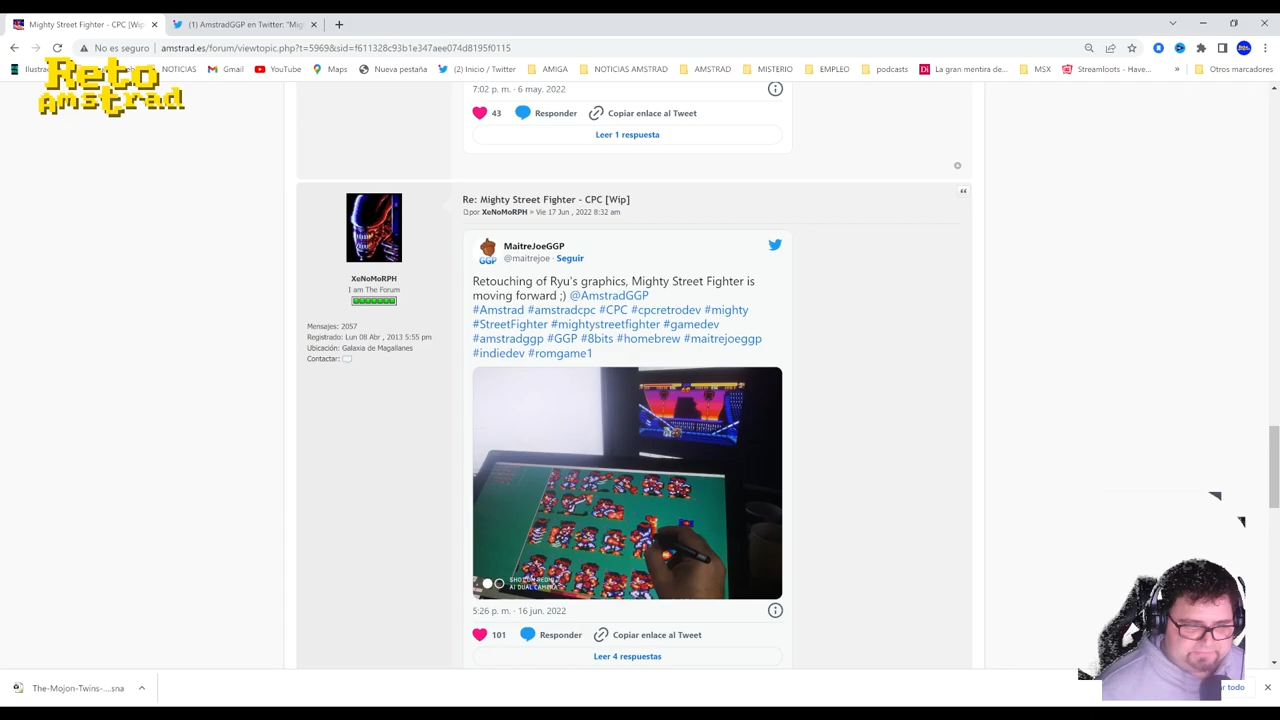 Mighty Street Fighter - CPC [Wip]
(1) AmstradGGP en Twitter: "Mig
No es seguro
amstrad.es/forum/viewtopic.php?t=5969&sid=f611328c93b1e347aee074d8195f0115
NOTICIAS
Gmail
YouTube
Maps
Nueva pestaña
(2) Inicio / Twitter
AMIGA
NOTICIAS AMSTRAD
AMSTRAD
MISTERIO
EMPLEO
podcasts
La gran mentira de...
MSX
Streamloots - Have...
»
Otros marcadores
Reto
Amstrad
7:02 p. m. · 6 may. 2022
43 Responder Copiar enlace al Tweet
Leer 1 respuesta
Re: Mighty Street Fighter - CPC [Wip]
por XeNoMoRPH » Vie 17 Jun , 2022 8:32 am
XeNoMoRPH
I am The Forum
Mensajes: 2057
Registrado: Lun 08 Abr , 2013 5:55 pm
Ubicación: Galaxia de Magallanes
Contactar:
MaitreJoeGGP
@maitrejoe · Seguir
GGP
Retouching of Ryu's graphics, Mighty Street Fighter is
moving forward ;) @AmstradGGP
#Amstrad #amstradcpc #CPC #cpcretrodev #mighty
#StreetFighter #mightystreetfighter #gamedev
#amstradggp #GGP #8bits #homebrew #maitrejoeggp
#indiedev #romgame1
AI DUAL CAMERA
5:26 p. m. · 16 jun. 2022
101 Responder Copiar enlace al Tweet
Leer 4 respuestas
The-Mojon-Twins-....sna
r todo